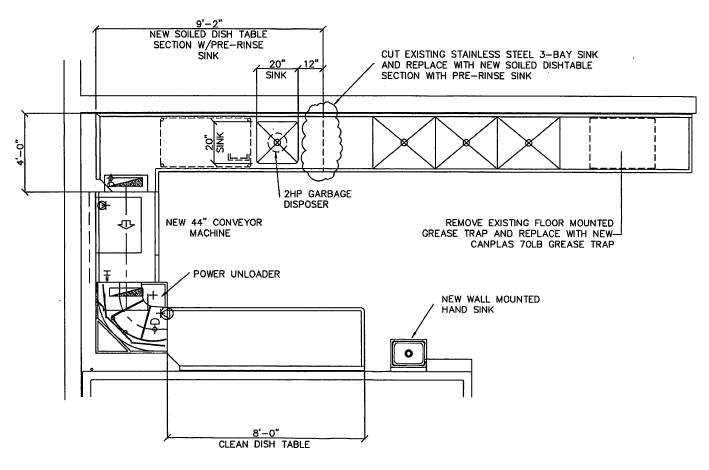 9'-2"
NEW SOILED DISH TABLE
SECTION W/PRE-RINSE
SINK
20"
SINK
12"
CUT EXISTING STAINLESS STEEL 3-BAY SINK
AND REPLACE WITH NEW SOILED DISHTABLE
SECTION WITH PRE-RINSE SINK
4'-0"
20"
SINK
2HP GARBAGE
DISPOSER
NEW 44" CONVEYOR
MACHINE
REMOVE EXISTING FLOOR MOUNTED
GREASE TRAP AND REPLACE WITH NEW
CANPLAS 70LB GREASE TRAP
POWER UNLOADER
NEW WALL MOUNTED
HAND SINK
8'-0"
CLEAN DISH TABLE